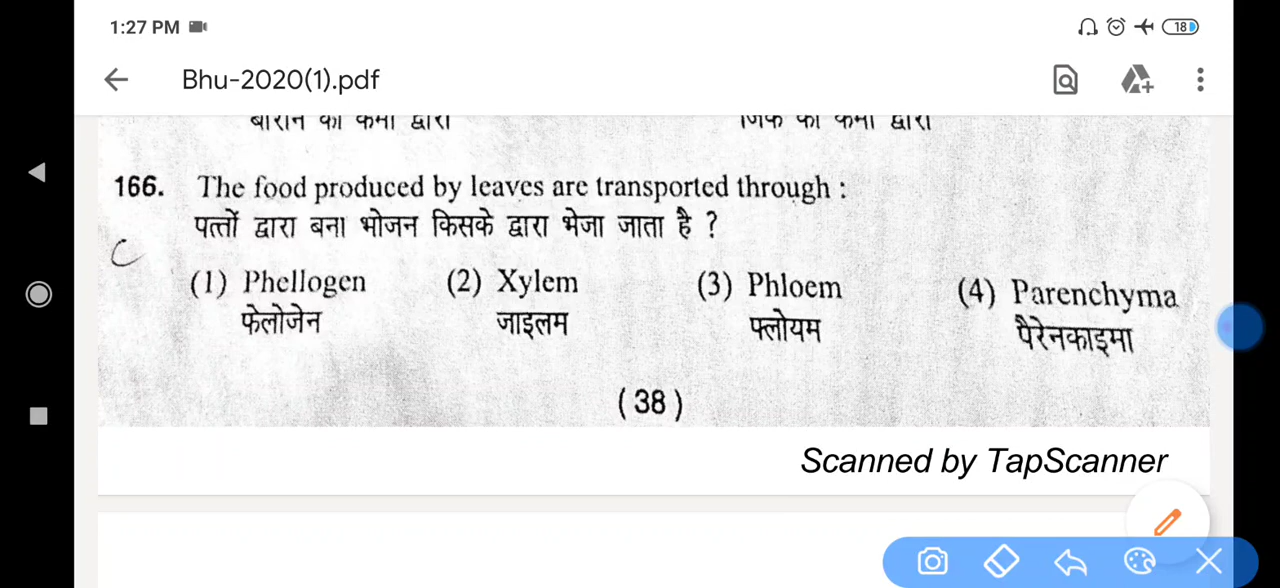 1:27 PM
18
Bhu-2020(1).pdf
166. The food produced by leaves are transported through :
पत्तों द्वारा बना भोजन किसके द्वारा भेजा जाता है ?
C
(1) Phellogen (2) Xylem (3) Phloem (4) Parenchyma
फेलोजेन जाइलम फ्लोयम पैरेनकाइमा
( 38 )
Scanned by TapScanner